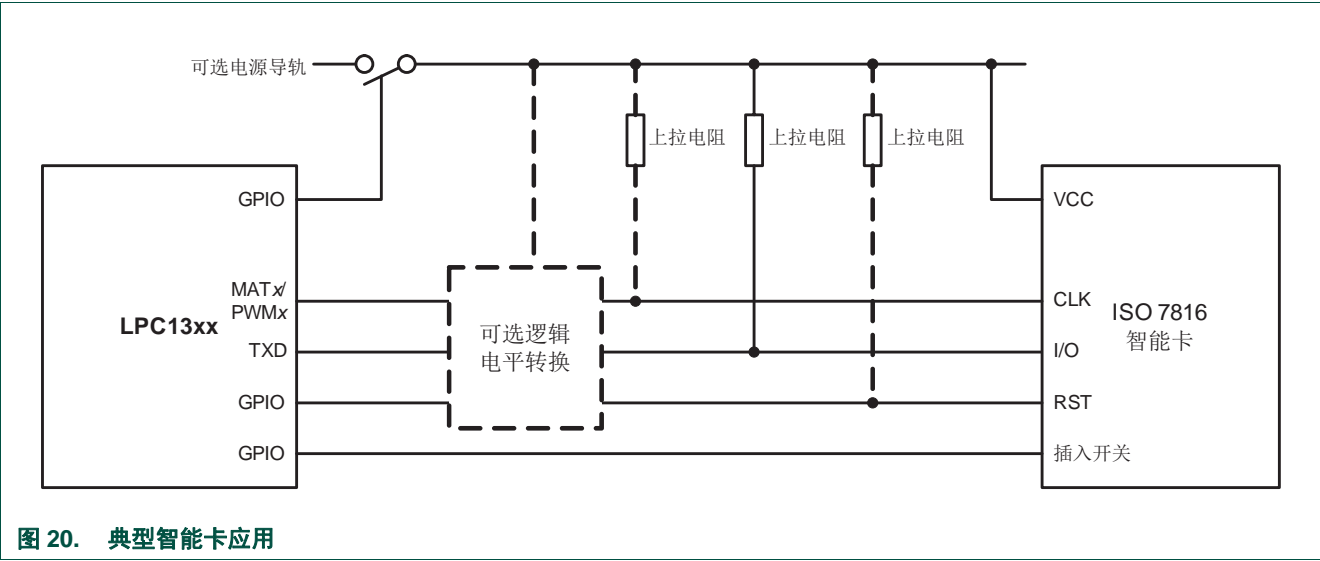 可选电源导轨
上拉电阻 上拉电阻 上拉电阻
GPIO
VCC
MATx/
PWMx
CLK
LPC13xx
ISO 7816
智能卡
可选逻辑
电平转换
TXD
I/O
GPIO
RST
GPIO
插入开关
图 20. 典型智能卡应用